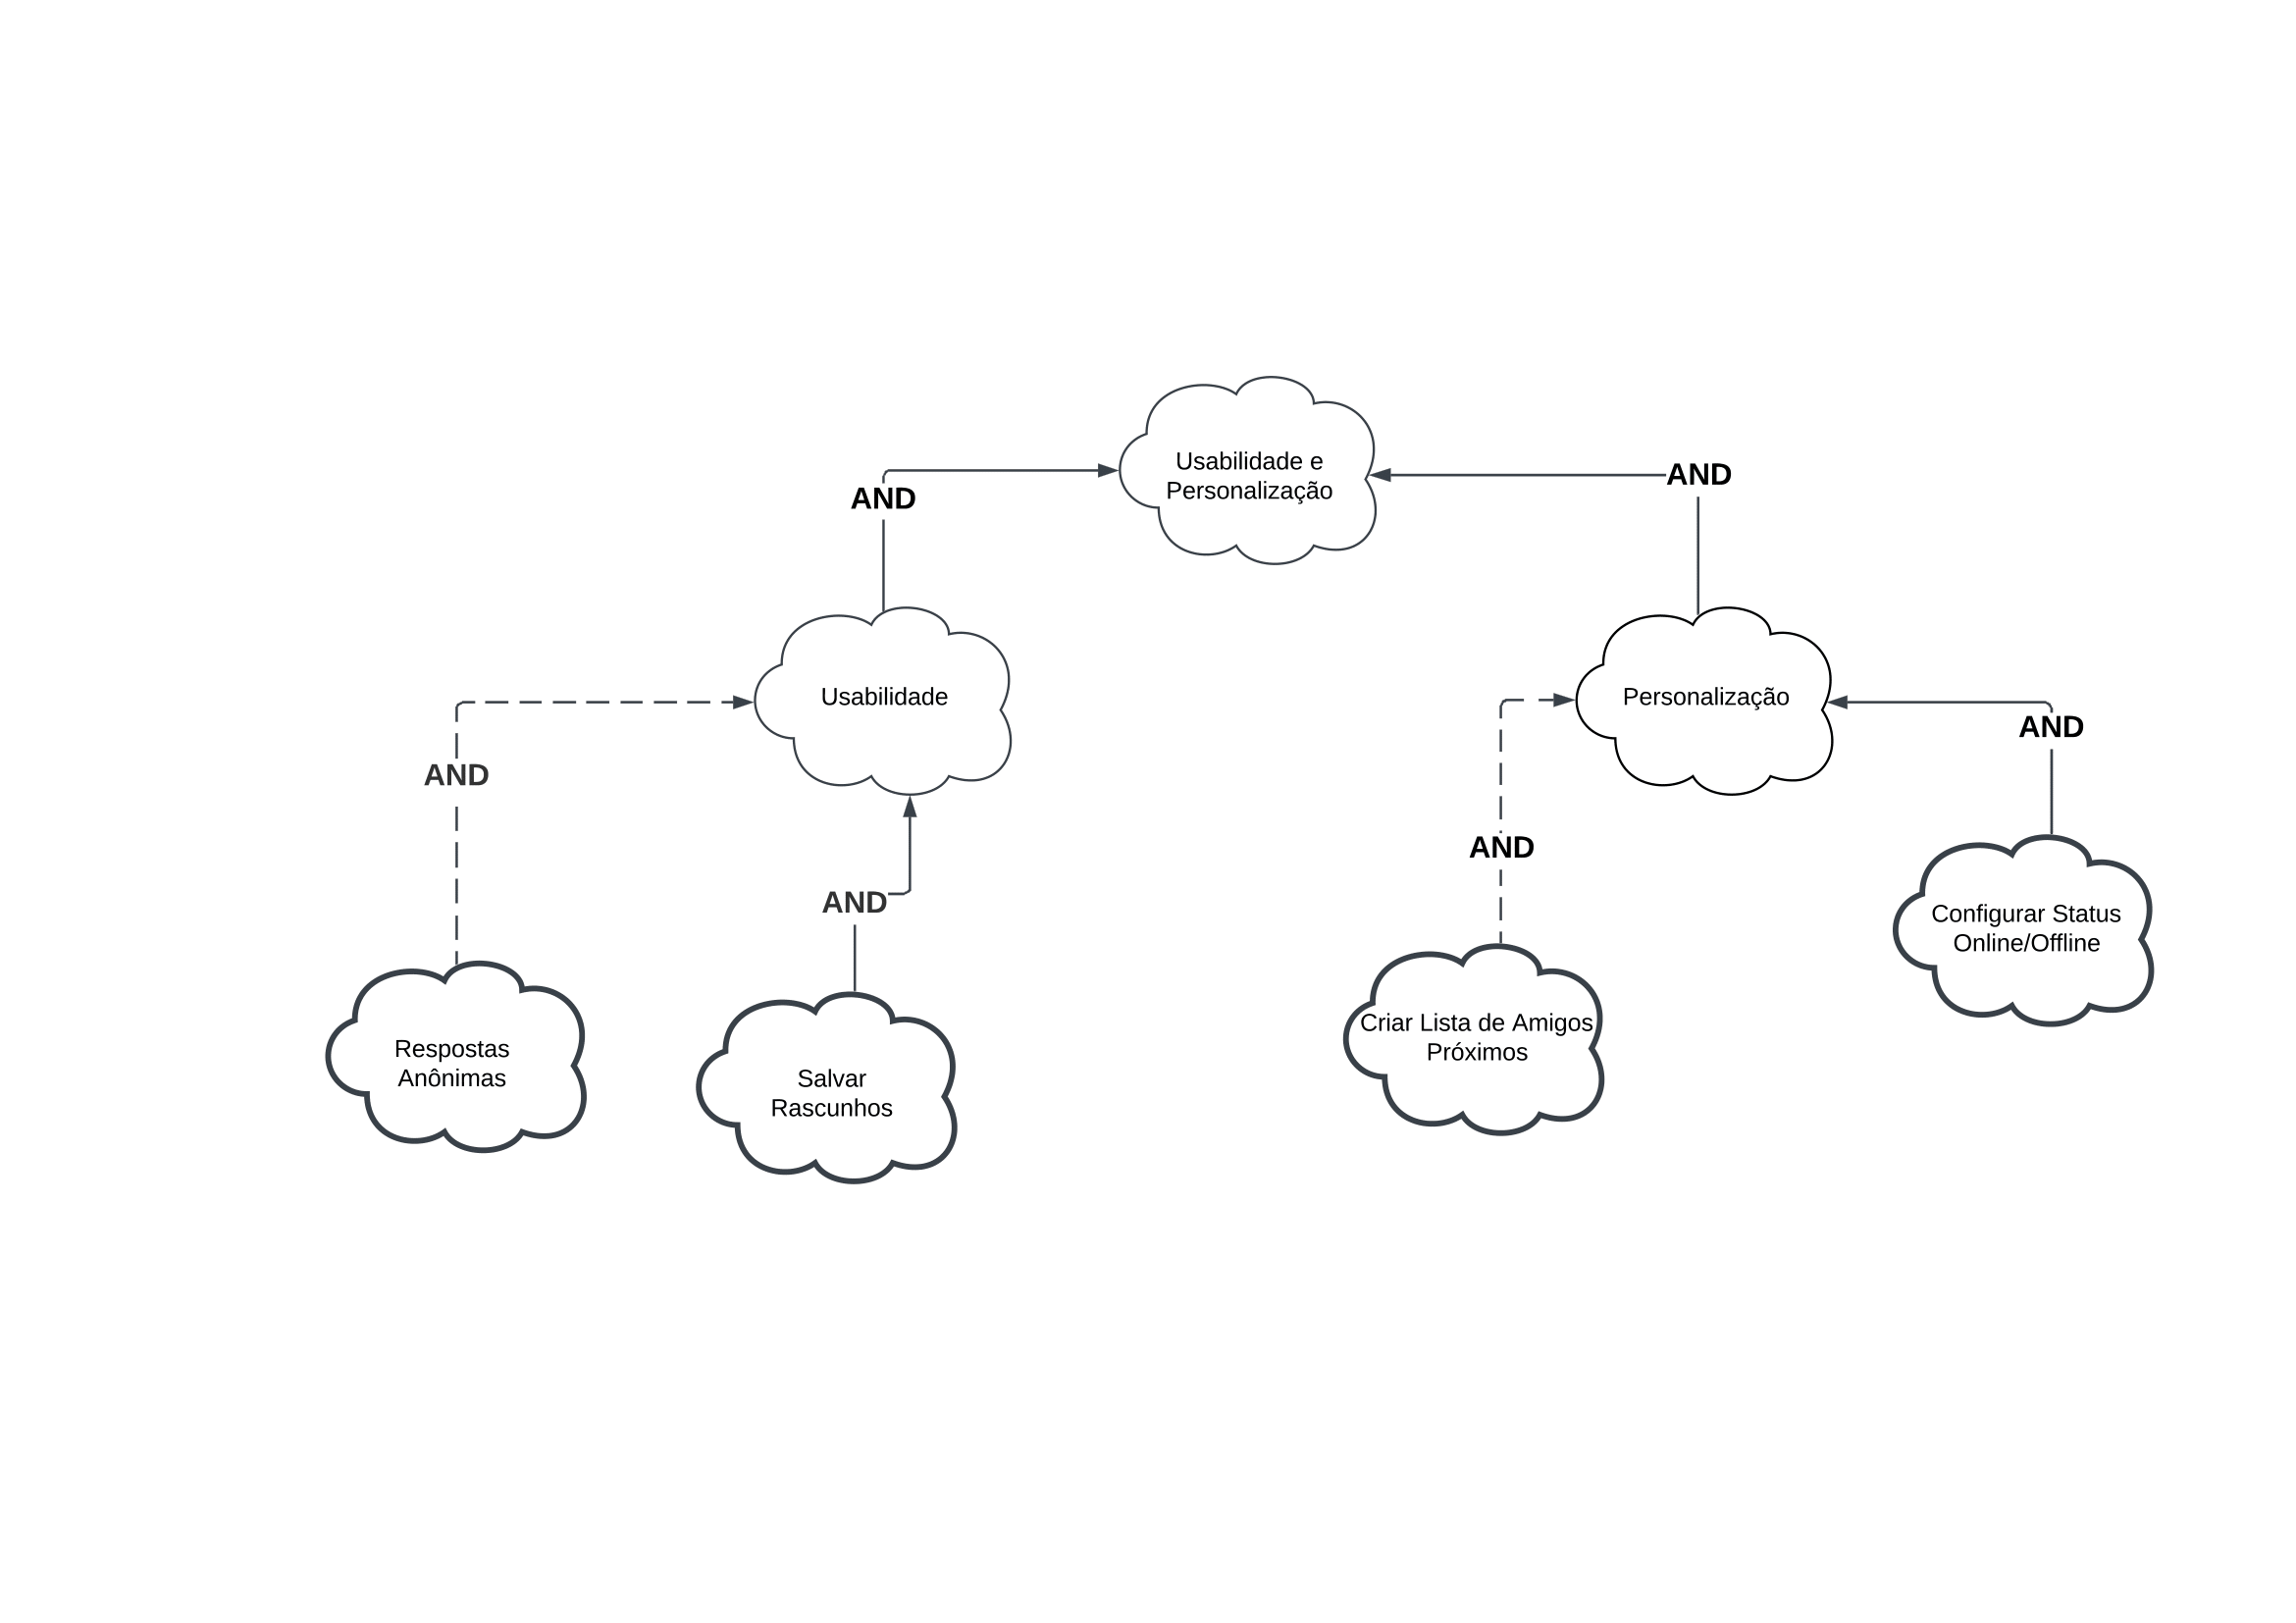 Usabilidade e
Personalização
AND
AND
Usabilidade
Personalização
AND
AND
AND
AND
Configurar Status
Online/Offline
Criar Lista de Amigos
Próximos
Respostas
Anônimas
Salvar
Rascunhos